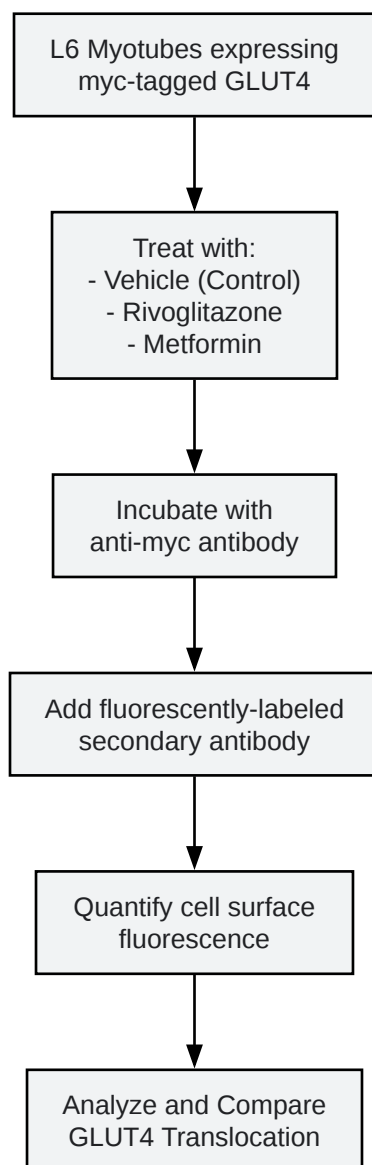 L6 Myotubes expressing
myc-tagged GLUT4
Treat with:
- Vehicle (Control)
- Rivoglitazone
- Metformin
Incubate with
anti-myc antibody
Add fluorescently-labeled
secondary antibody
Quantify cell surface
fluorescence
Analyze and Compare
GLUT4 Translocation